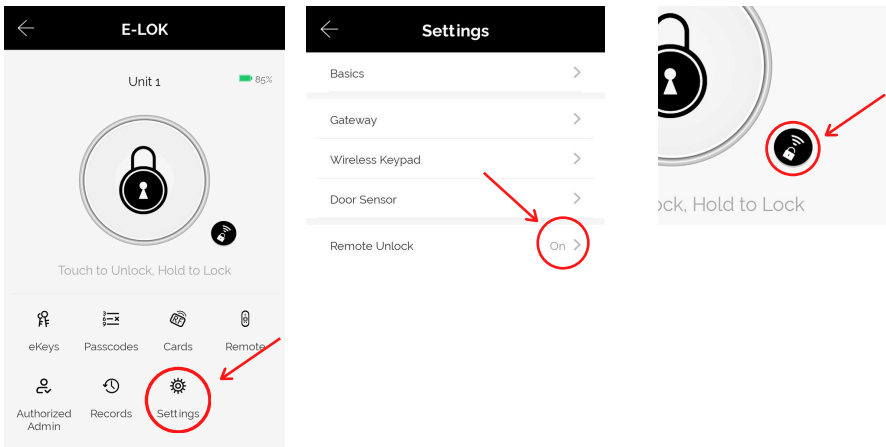 E-LOK
Unit 1
85%
Touch to Unlock, Hold to Lock
eKeys Passcodes Cards Remote
Authorized Admin Records Settings
Settings
Basics
Gateway
Wireless Keypad
Door Sensor
Remote Unlock On
ock, Hold to Lock